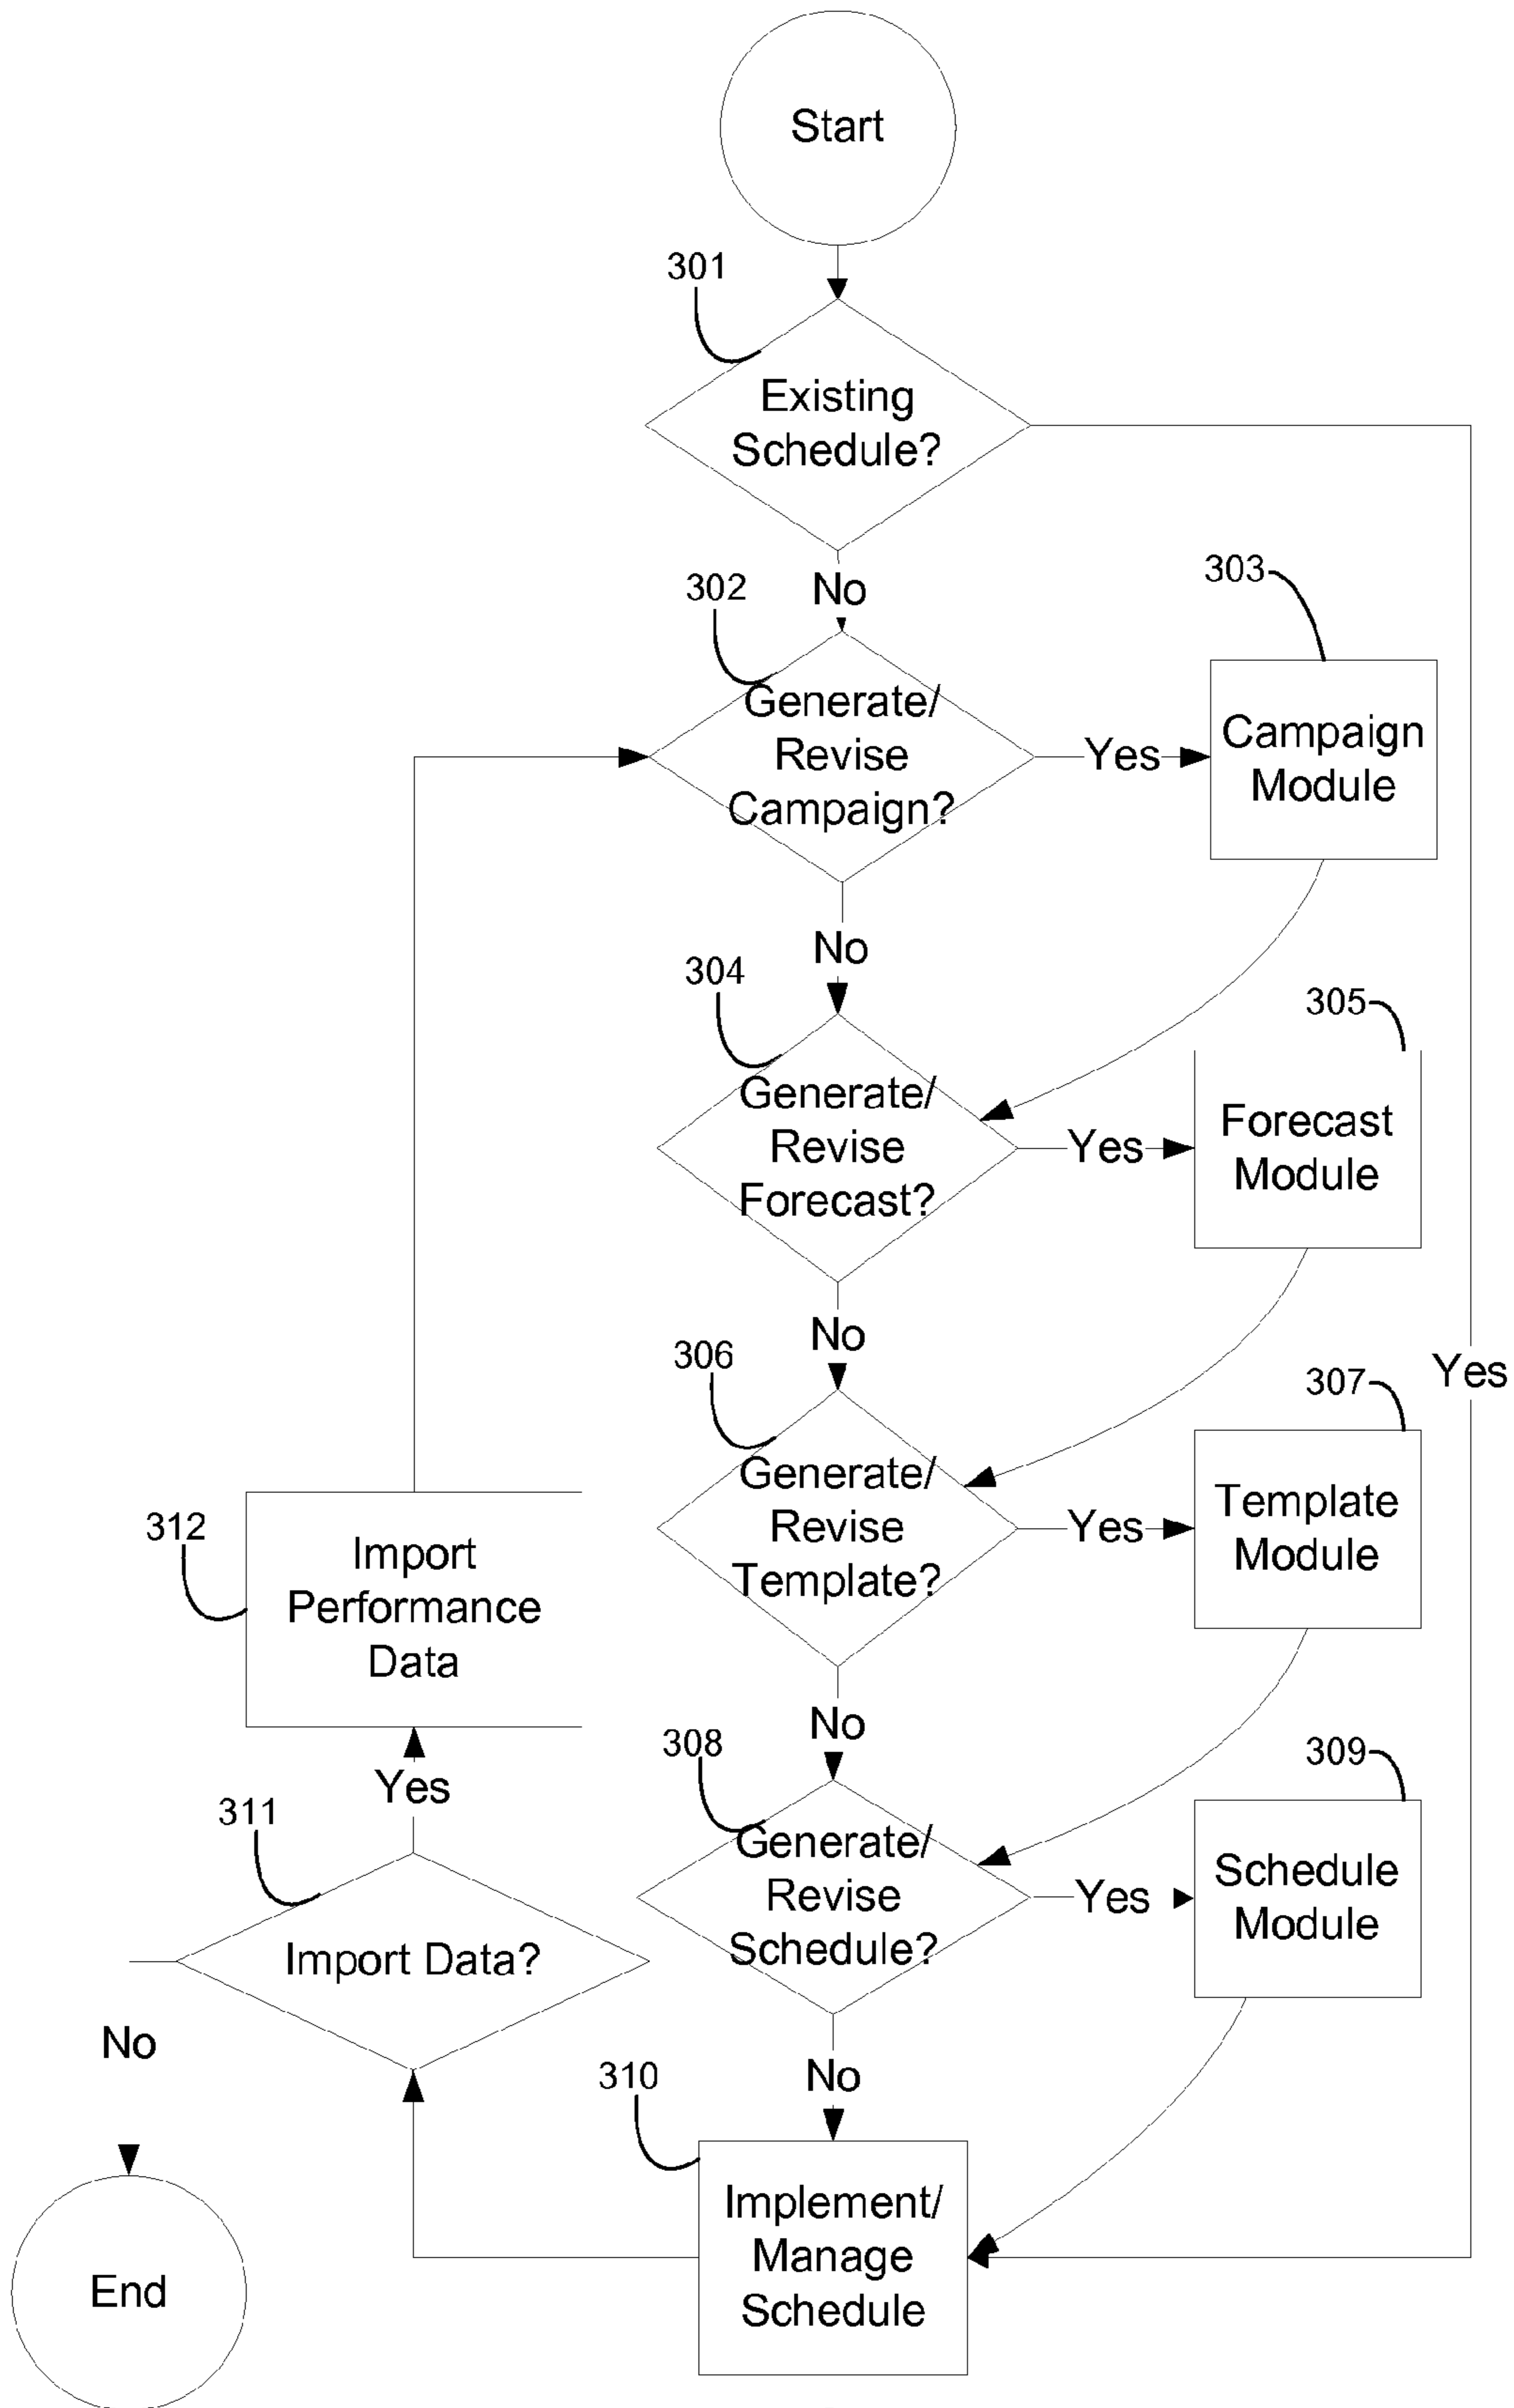 Start
301
Existing
Schedule?
No
302
303
Generate/
Revise
Campaign?
Yes
Campaign
Module
No
304
305
Generate/
Revise
Forecast?
Yes
Forecast
Module
No
306
Yes
307
Generate/
Revise
Template?
Yes
Template
Module
312
Import
Performance
Data
No
308
309
Yes
311
Generate/
Revise
Schedule?
Yes
Schedule
Module
Import Data?
No
No
310
Implement/
Manage
Schedule
End